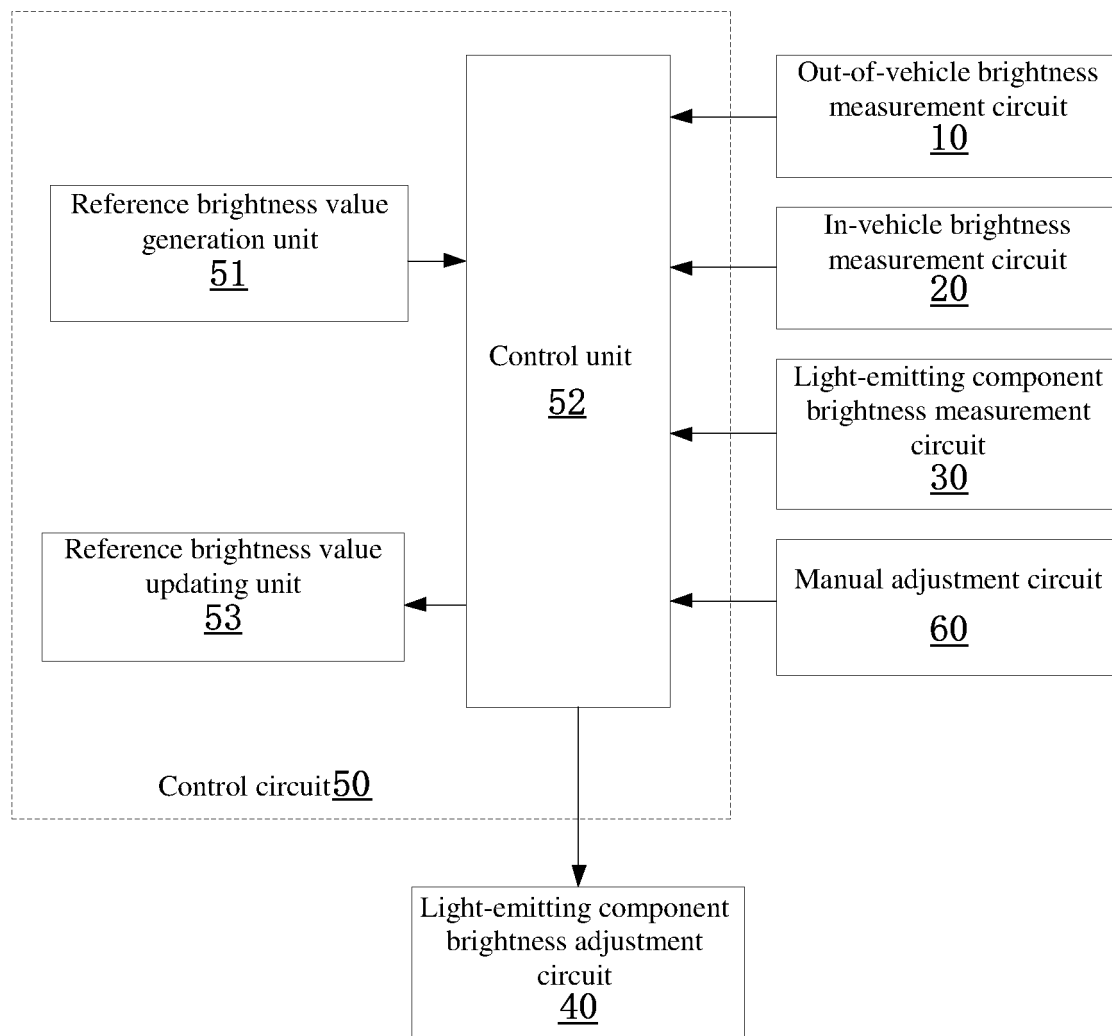 Out-of-vehicle brightness
measurement circuit
10
Reference brightness value
generation unit
51
In-vehicle brightness
measurement circuit
20
Control unit
52
Light-emitting component
brightness measurement
circuit
30
Reference brightness value
updating unit
53
Manual adjustment circuit
60
Control circuit50
Light-emitting component
brightness adjustment
circuit
40